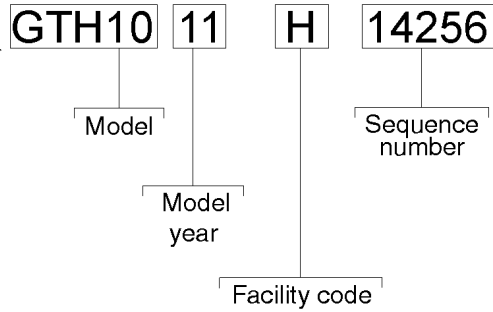 GTH10 11 H 14256
Model
Sequence
number
Model
year
Facility code